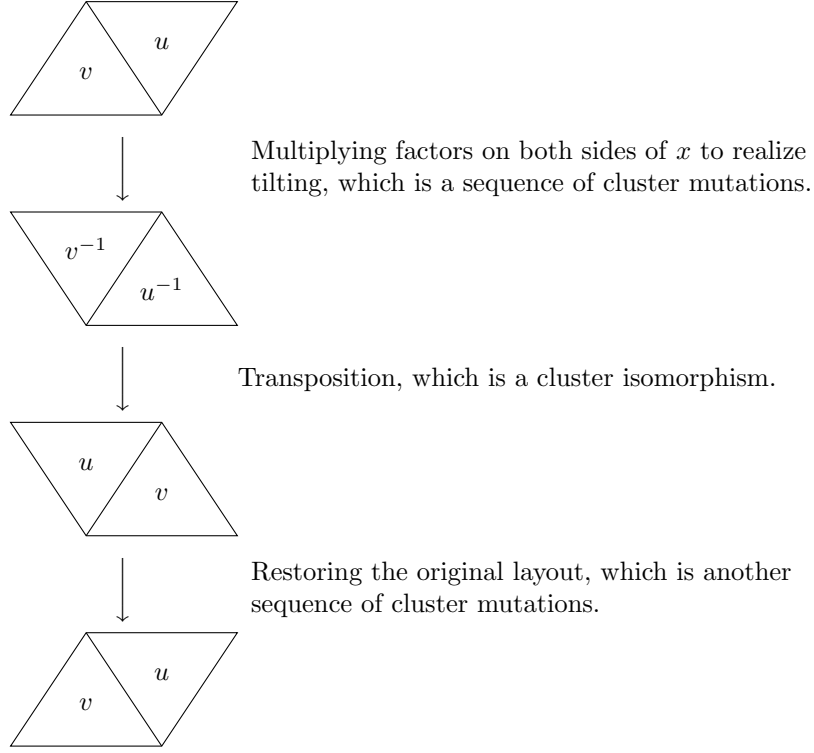 u
v
Multiplying factors on both sides of x to realize
tilting, which is a sequence of cluster mutations.
v⁻¹
u⁻¹
Transposition, which is a cluster isomorphism.
u
v
Restoring the original layout, which is another
sequence of cluster mutations.
u
v